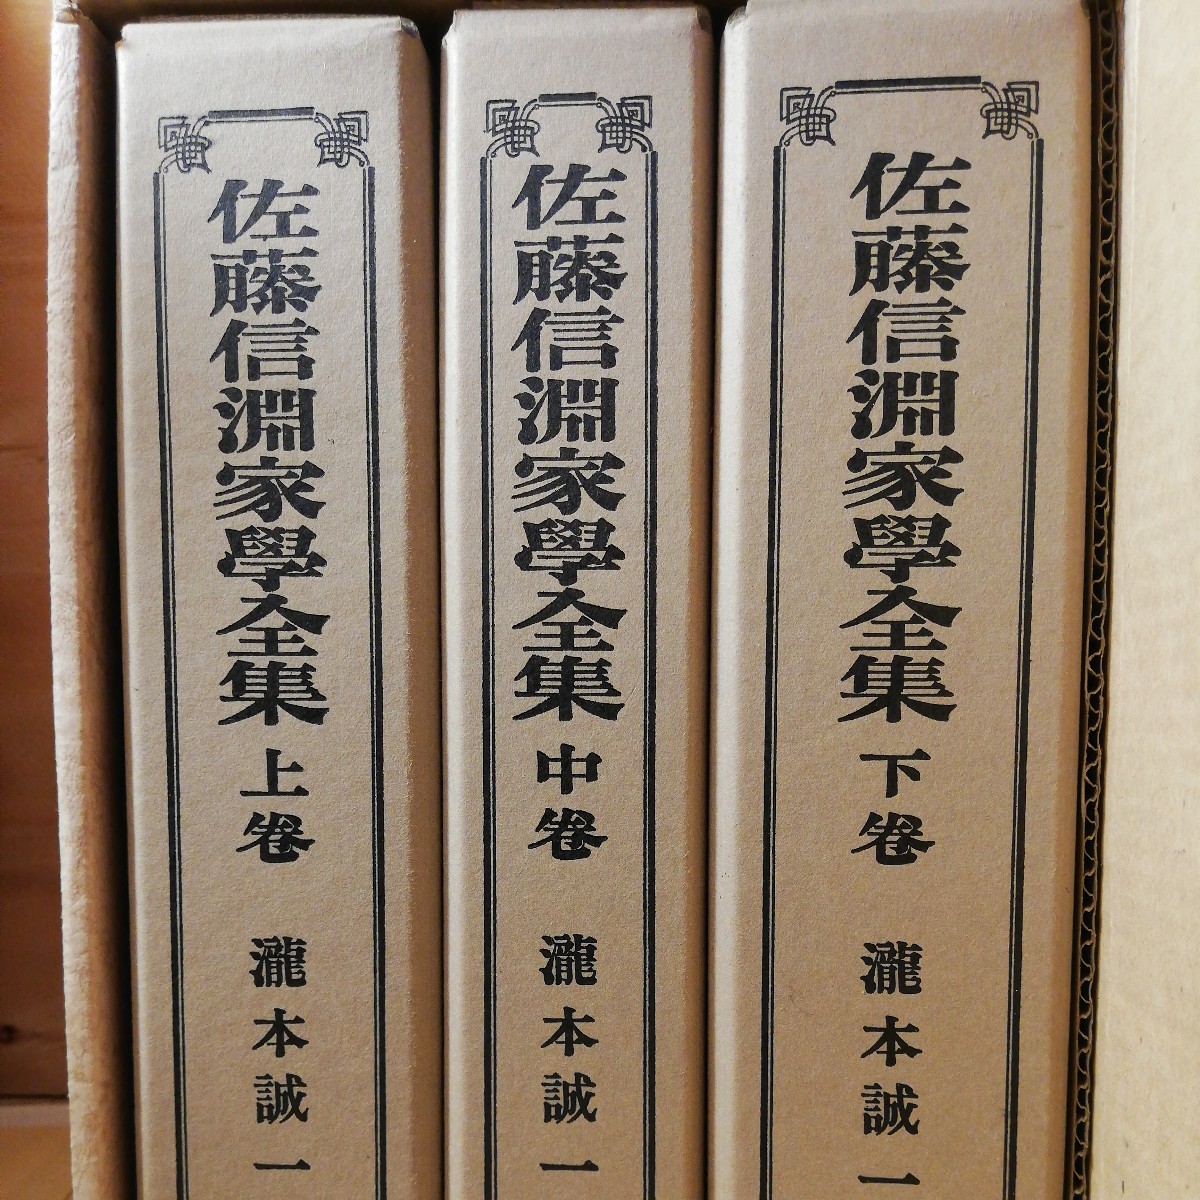 佐藤信淵家學全集 上卷 瀧本誠一
佐藤信淵家學全集 中卷 瀧本誠一
佐藤信淵家學全集 下卷 瀧本誠一